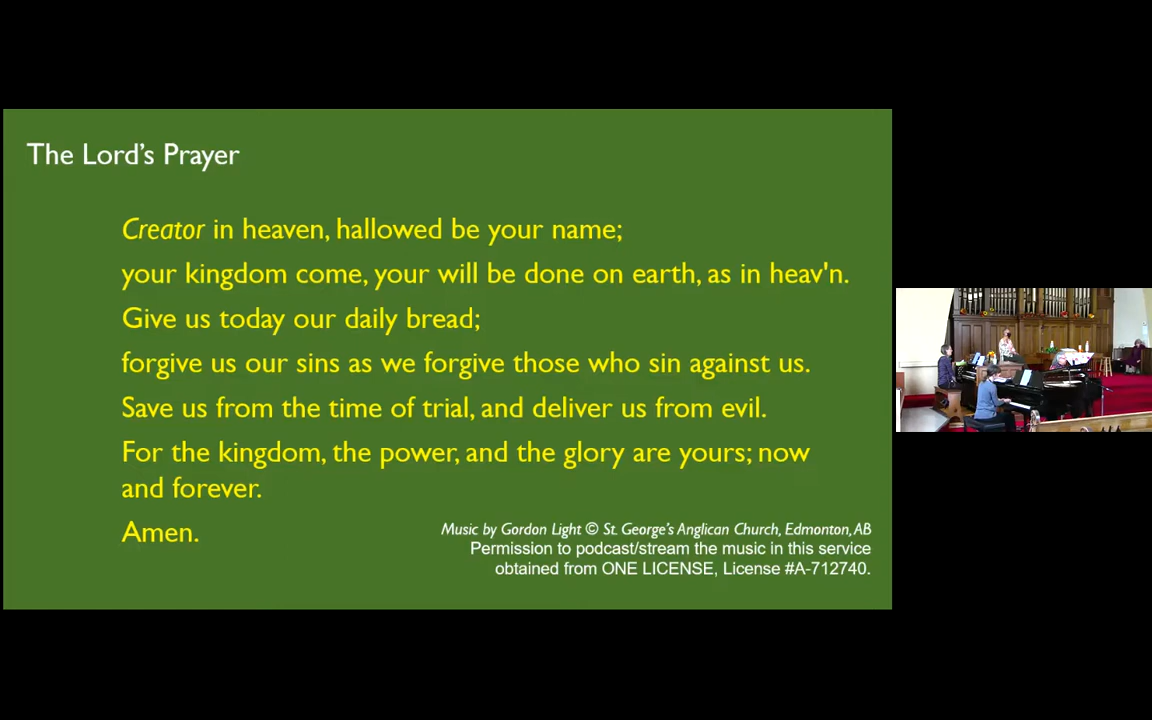 The Lord’s Prayer
Creator in heaven, hallowed be your name;
your kingdom come, your will be done on earth, as in heav'n.
Give us today our daily bread;
forgive us our sins as we forgive those who sin against us.
Save us from the time of trial, and deliver us from evil.
For the kingdom, the power, and the glory are yours; now
and forever.
Amen.
Music by Gordon Light © St. George’s Anglican Church, Edmonton, AB
Permission to podcast/stream the music in this service
obtained from ONE LICENSE, License #A-712740.